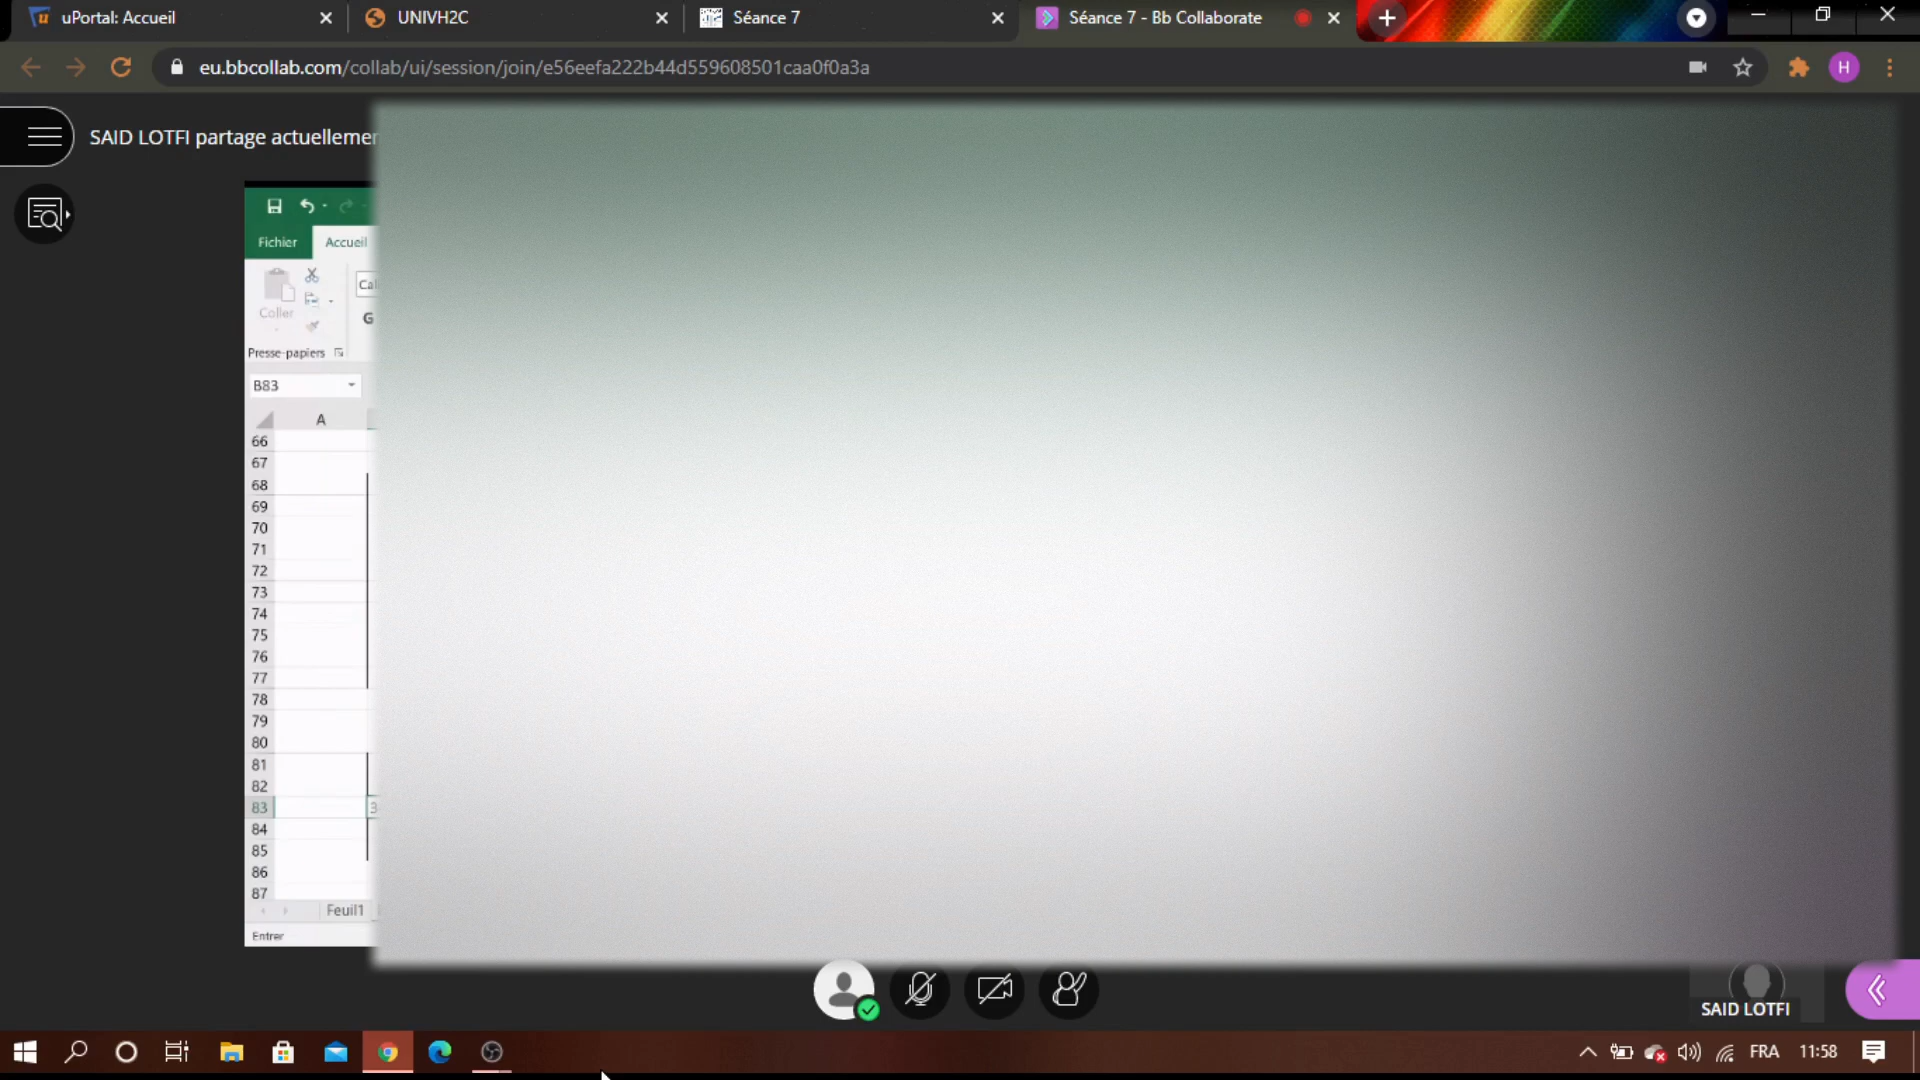 uPortal: Accueil
UNIVH2C
Séance 7
Séance 7 - Bb Collaborate
eu.bbcollab.com/collab/ui/session/join/e56eefa222b44d559608501caa0f0a3a
H
SAID LOTFI partage actuellemen
Fichier
Accueil
Cal
Coller
G
Presse-papiers
B83
A
66
67
68
69
70
71
72
73
74
75
76
77
78
79
80
81
82
83
3
84
85
86
87
Feuil1
Entrer
SAID LOTFI
FRA
11:58